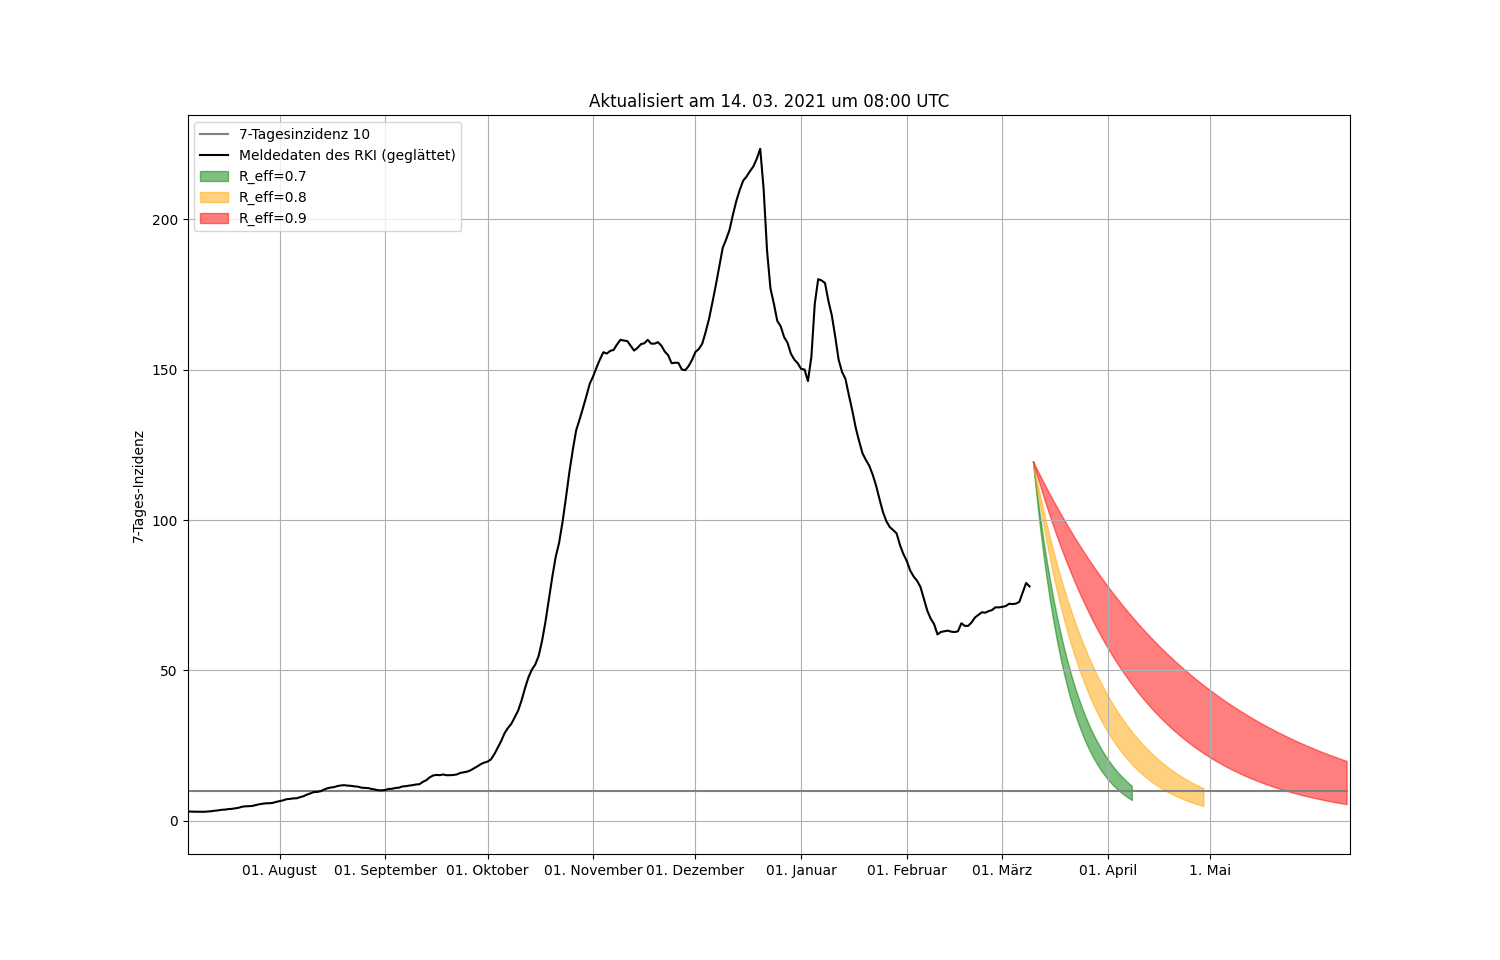 Aktualisiert am 14. 03. 2021 um 08:00 UTC
7-Tagesinzidenz 10
Meldedaten des RKI (geglättet)
R_eff=0.7
R_eff=0.8
R_eff=0.9
7-Tages-Inzidenz
200
150
100
50
0
01. August 01. September 01. Oktober 01. November 01. Dezember 01. Januar 01. Februar 01. März 01. April 1. Mai